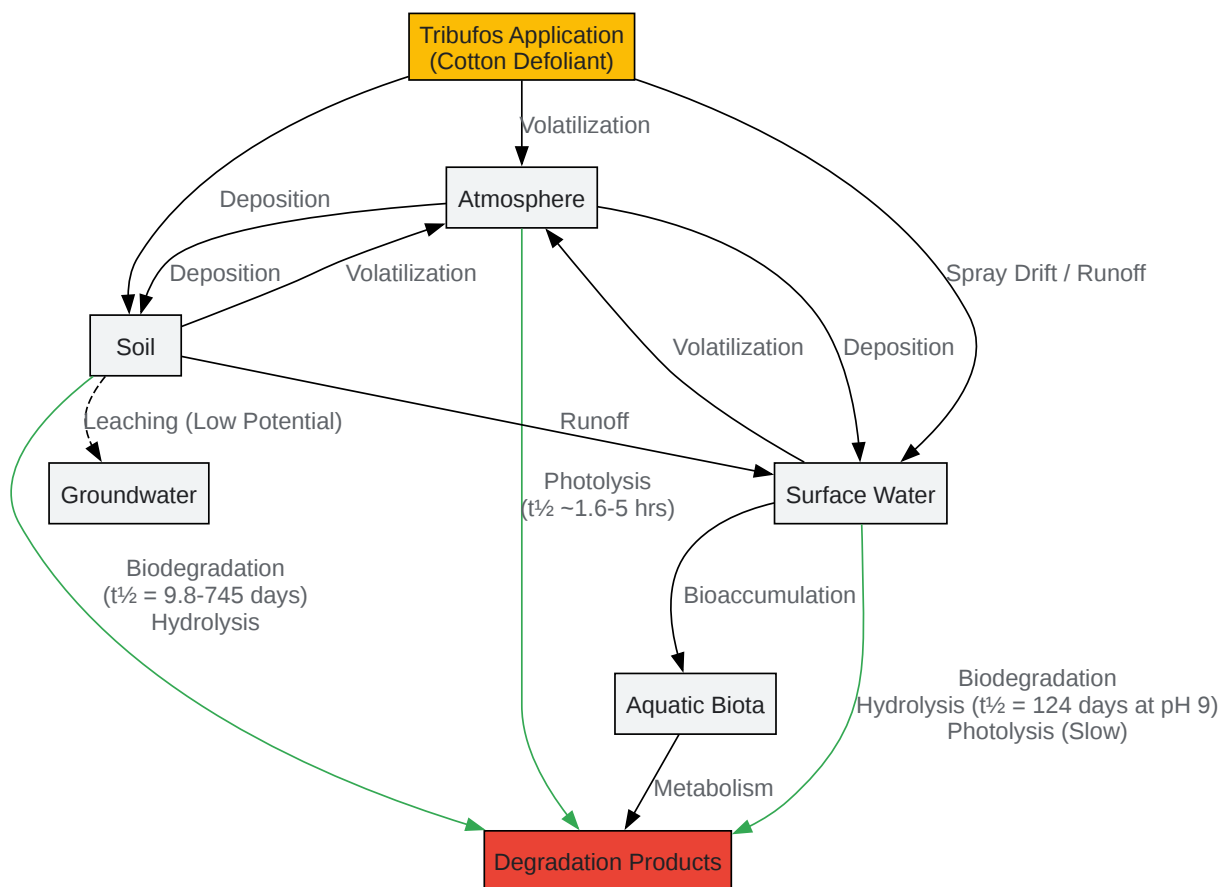 Tribufos Application
(Cotton Defoliant)
Volatilization
Atmosphere
Deposition
Deposition
Volatilization
Spray Drift / Runoff
Soil
Volatilization
Deposition
Leaching (Low Potential)
Runoff
Groundwater
Photolysis
(t½ ~1.6-5 hrs)
Surface Water
Biodegradation
(t½ = 9.8-745 days)
Hydrolysis
Bioaccumulation
Aquatic Biota
Biodegradation
Hydrolysis (t½ = 124 days at pH 9)
Photolysis (Slow)
Metabolism
Degradation Products